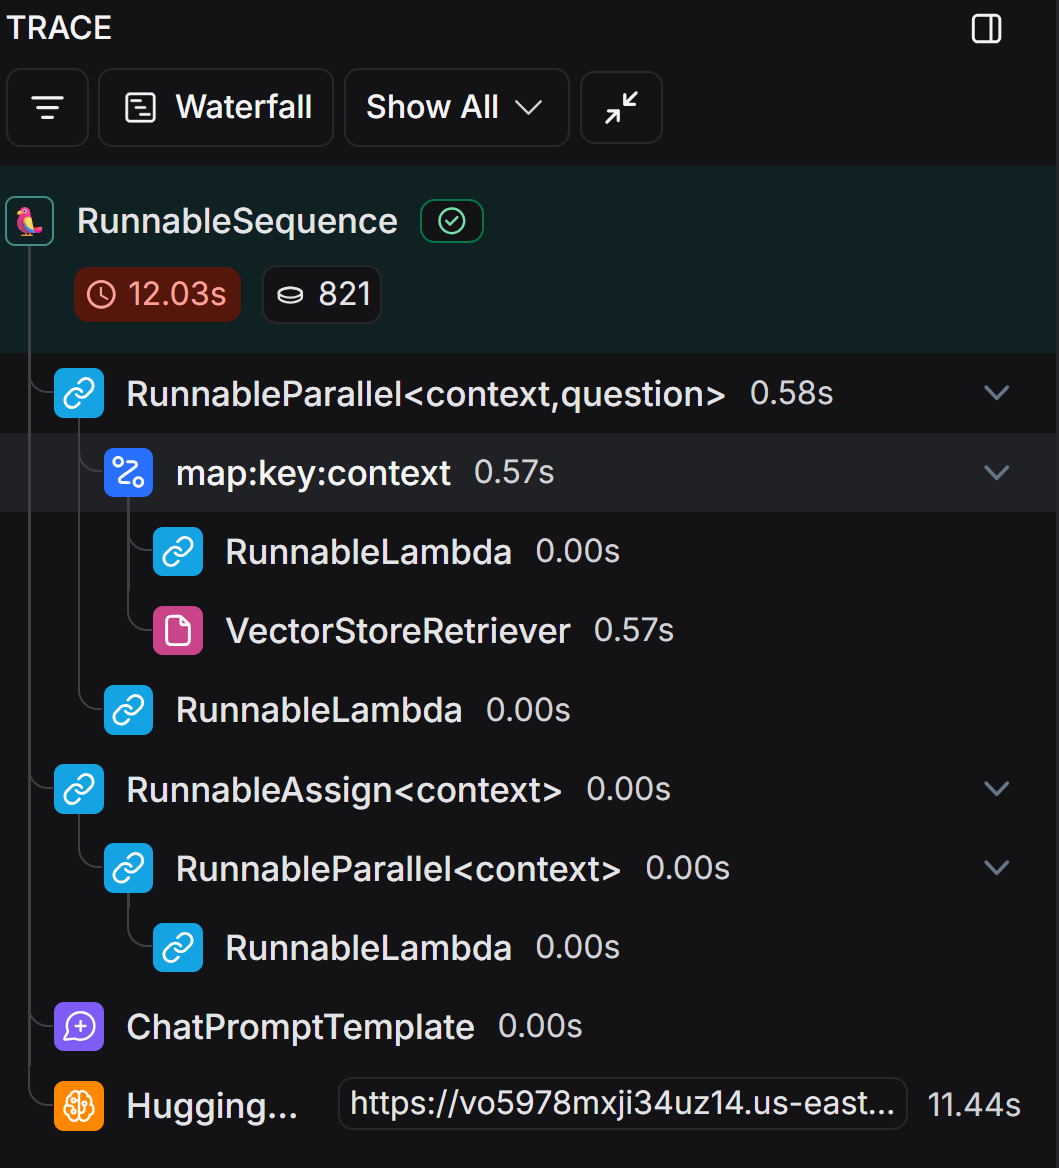 TRACE
Waterfall Show All
RunnableSequence
12.03s 821
RunnableParallel<context,question> 0.58s
map:key:context 0.57s
RunnableLambda 0.00s
VectorStoreRetriever 0.57s
RunnableLambda 0.00s
RunnableAssign<context> 0.00s
RunnableParallel<context> 0.00s
RunnableLambda 0.00s
ChatPromptTemplate 0.00s
Hugging... https://vo5978mxji34uz14.us-east... 11.44s